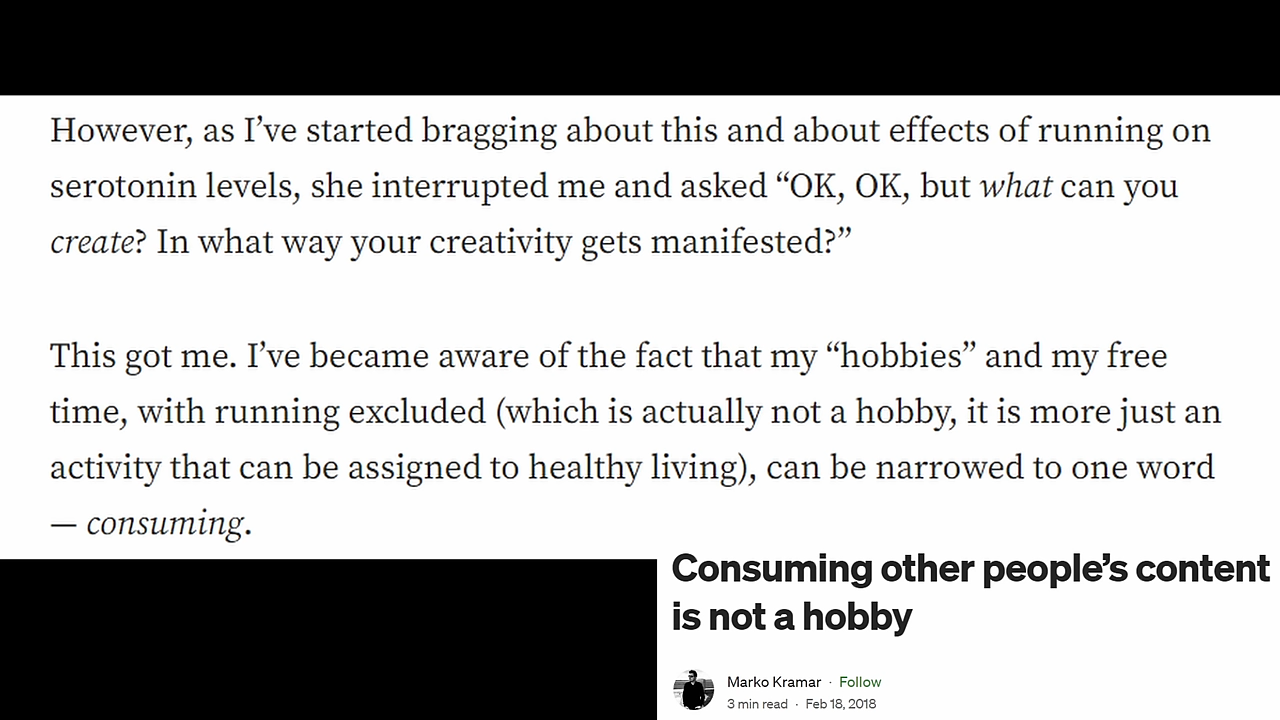 However, as I’ve started bragging about this and about effects of running on
serotonin levels, she interrupted me and asked “OK, OK, but what can you
create? In what way your creativity gets manifested?”
This got me. I’ve became aware of the fact that my “hobbies” and my free
time, with running excluded (which is actually not a hobby, it is more just an
activity that can be assigned to healthy living), can be narrowed to one word
— consuming.
Consuming other people’s content
is not a hobby
Marko Kramar · Follow
3 min read · Feb 18, 2018